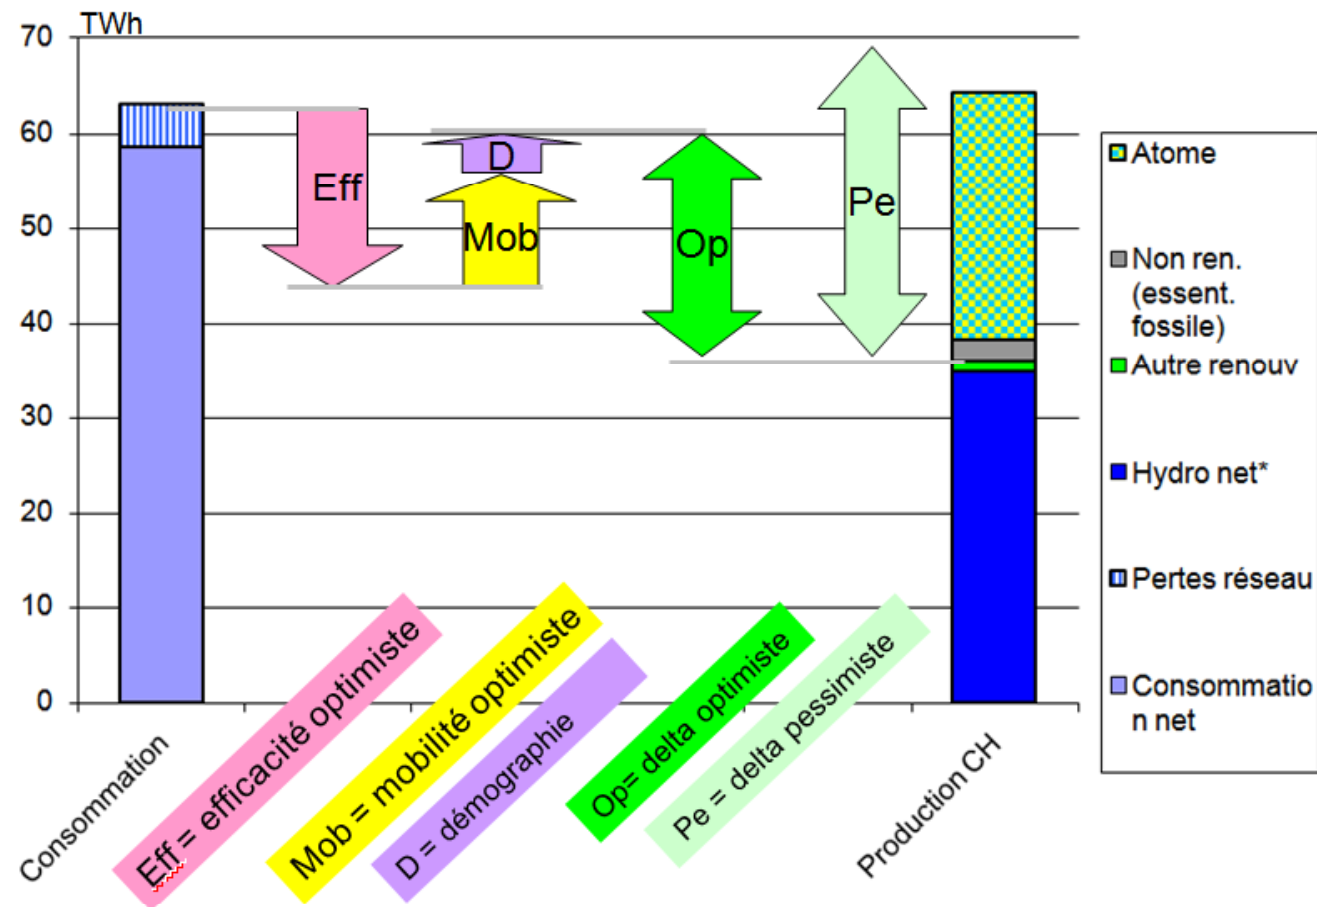 TWh
70
60
50
40
30
20
10
0
Eff
D
Mob
Op
Pe
Consommation
Eff = efficacité optimiste
Mob = mobilité optimiste
D = démographie
Op= delta optimiste
Pe = delta pessimiste
Production CH
Atome
Non ren.
(essent.
fossile)
Autre renouv
Hydro net*
Pertes réseau
Consommatio
n net